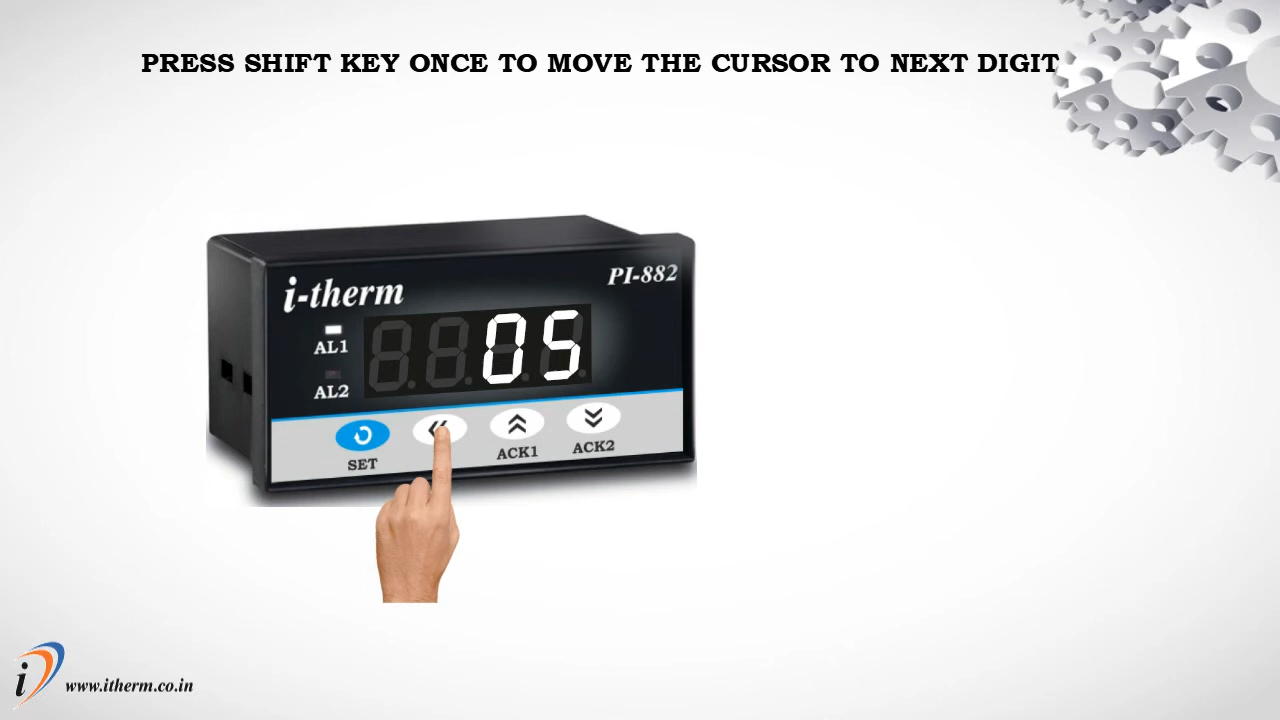 PRESS SHIFT KEY ONCE TO MOVE THE CURSOR TO NEXT DIGIT
i-therm
PI-882
AL1
05
AL2
SET
ACK1
ACK2
i
www.itherm.co.in